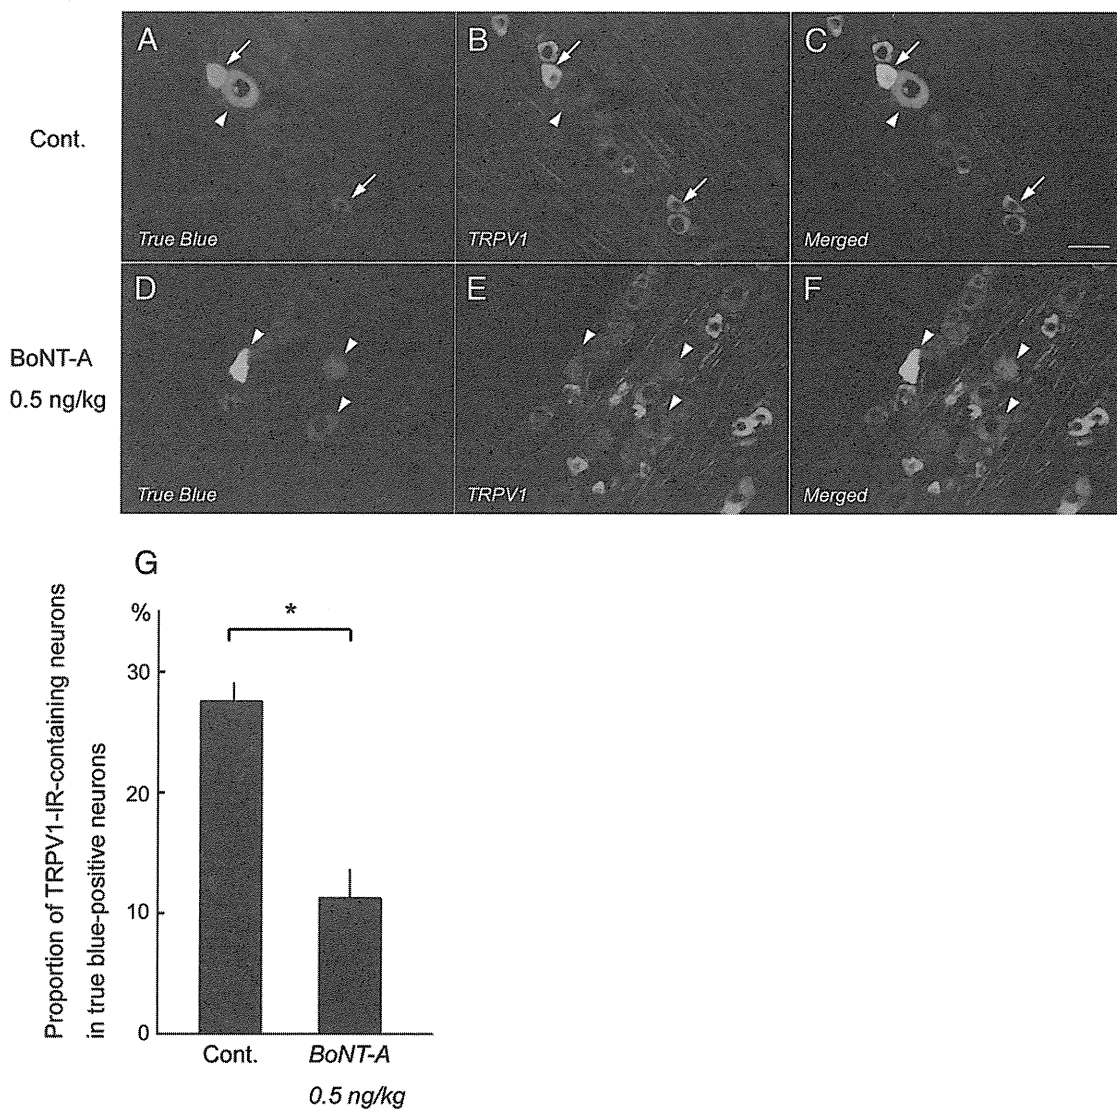 A
B
C
Cont.
True Blue
TRPV1
Merged
D
E
F
BoNT-A
0.5 ng/kg
True Blue
TRPV1
Merged
G
Proportion of TRPV1-IR-containing neurons
in true blue-positive neurons
%
*
30
20
10
0
Cont.
BoNT-A
0.5 ng/kg